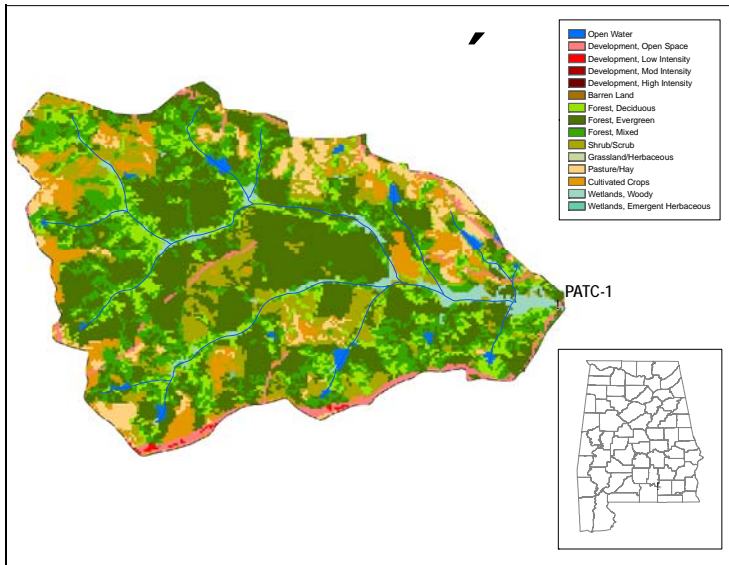 Open Water
Development, Open Space
Development, Low Intensity
Development, Mod Intensity
Development, High Intensity
Barren Land
Forest, Deciduous
Forest, Evergreen
Forest, Mixed
Shrub/Scrub
Grassland/Herbaceous
Pasture/Hay
Cultivated Crops
Wetlands, Woody
Wetlands, Emergent Herbaceous
PATC-1